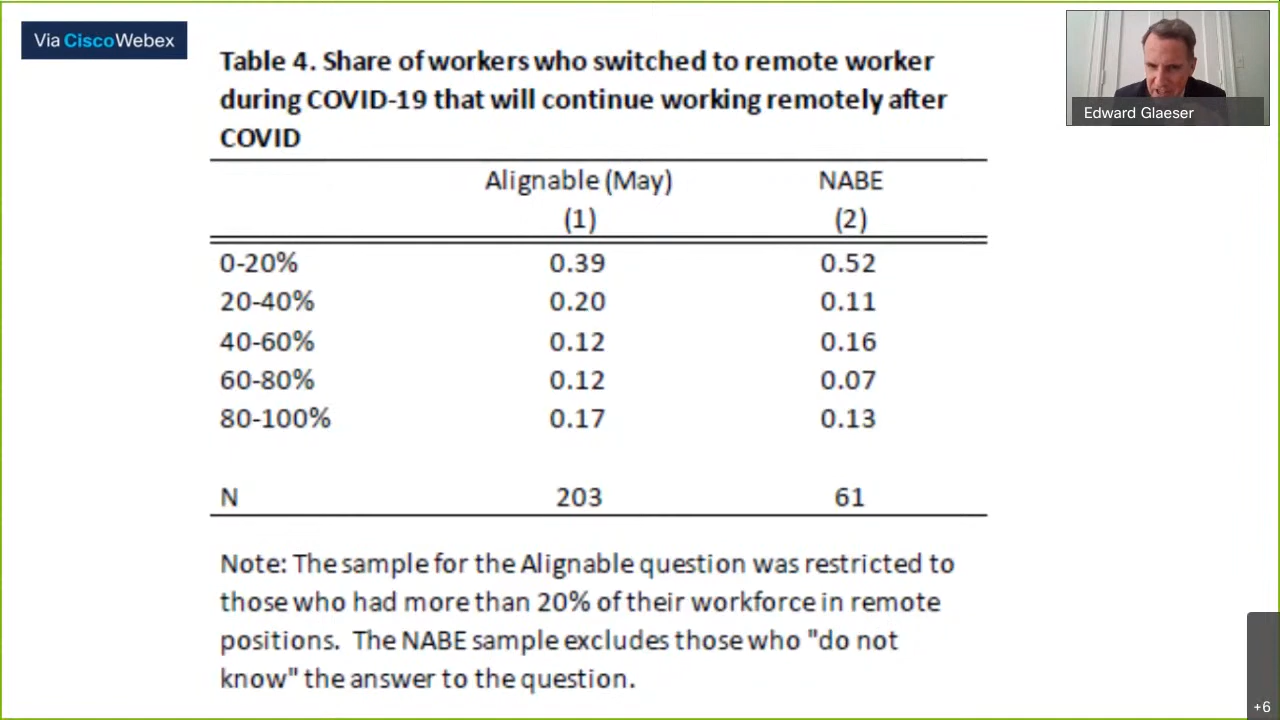 Via CiscoWebex
Edward Glaeser
Table 4. Share of workers who switched to remote worker
during COVID-19 that will continue working remotely after
COVID
Alignable (May) NABE
(1) (2)
0-20% 0.39 0.52
20-40% 0.20 0.11
40-60% 0.12 0.16
60-80% 0.12 0.07
80-100% 0.17 0.13
N 203 61
Note: The sample for the Alignable question was restricted to
those who had more than 20% of their workforce in remote
positions. The NABE sample excludes those who "do not
know" the answer to the question.
+6